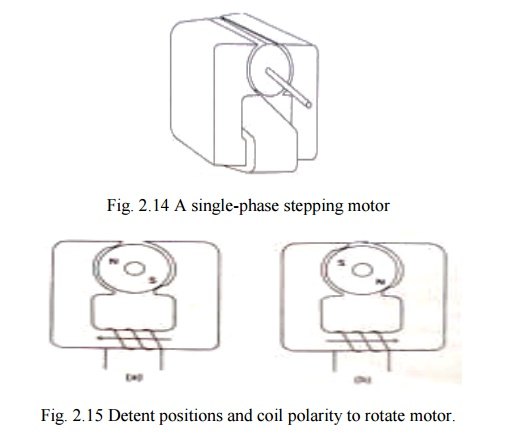 Fig. 2.14 A single-phase stepping motor
N
S
S
N
(a)
(b)
Fig. 2.15 Detent positions and coil polarity to rotate motor.